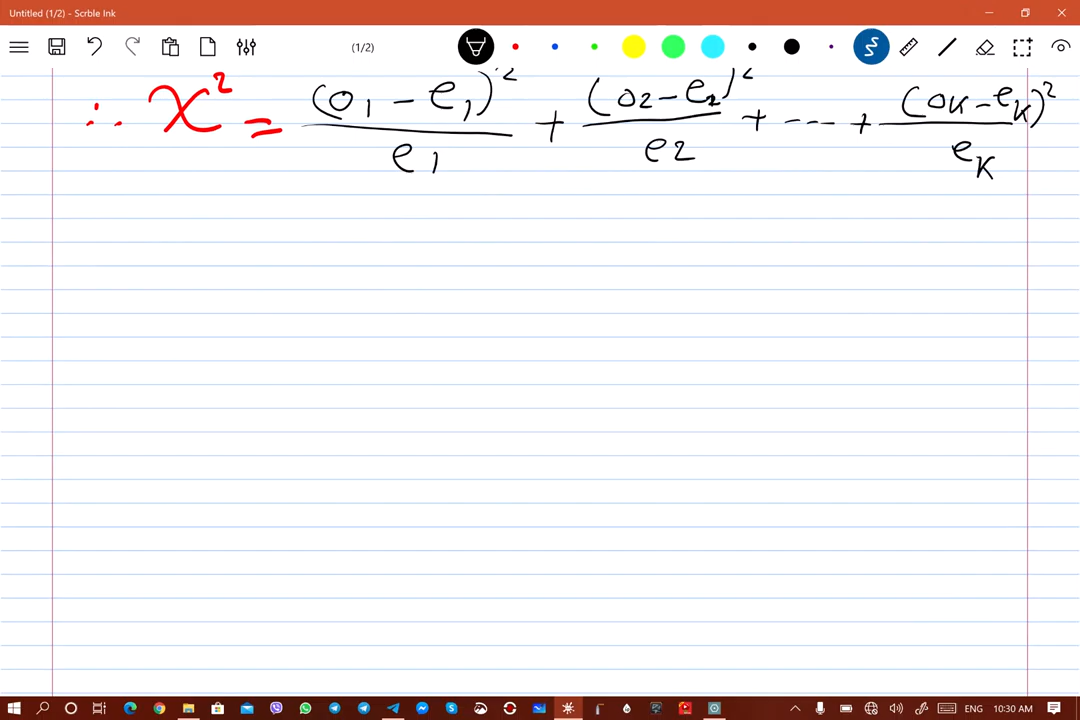 Untitled (1/2) - Scrble Ink
(1/2)
∴ χ² = (o₁ - e₁)²/e₁ + (o₂ - e₂)²/e₂ + --- + (oₖ - eₖ)²/eₖ
ENG 10:30 AM